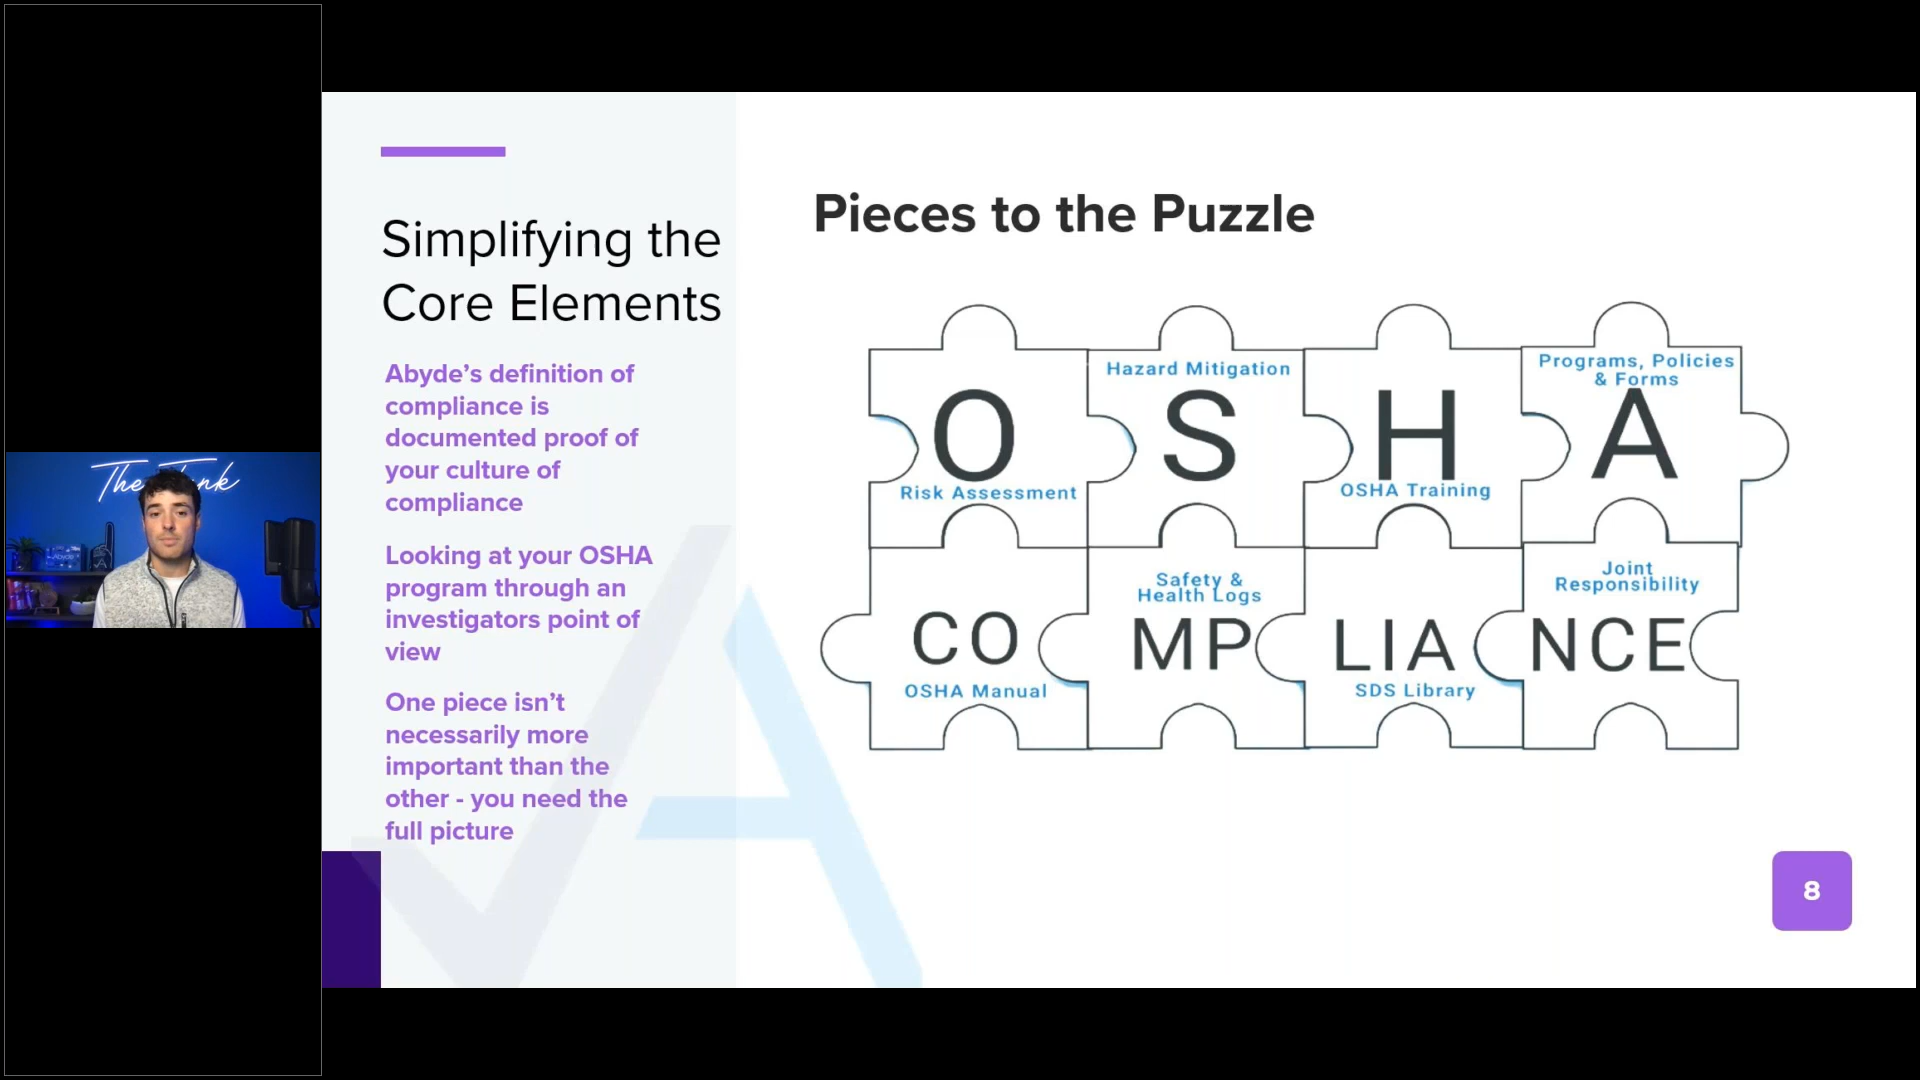 Simplifying the
Core Elements
Abyde’s definition of
compliance is
documented proof of
your culture of
compliance
Looking at your OSHA
program through an
investigators point of
view
One piece isn’t
necessarily more
important than the
other - you need the
full picture
Pieces to the Puzzle
O
Risk Assessment
Hazard Mitigation
S
H
OSHA Training
Programs, Policies
& Forms
A
CO
OSHA Manual
Safety &
Health Logs
MP
LIA
SDS Library
Joint
Responsibility
NCE
8
The
nk
Abyde